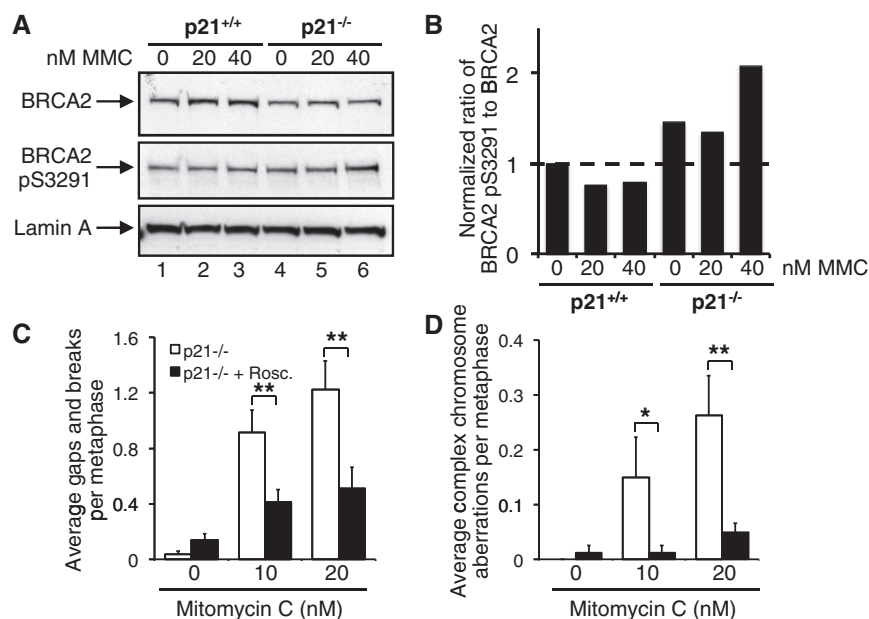 A
p21+/+ p21-/-
nM MMC 0 20 40 0 20 40
BRCA2
BRCA2
pS3291
Lamin A
1 2 3 4 5 6
B
Normalized ratio of
BRCA2 pS3291 to BRCA2
2
1
0
0 20 40 0 20 40 nM MMC
p21+/+ p21-/-
C
Average gaps and breaks
per metaphase
1.6
1.2
0.8
0.4
0
p21-/-
p21-/- + Rosc.
**
**
0 10 20
Mitomycin C (nM)
D
Average complex chromosome
aberrations per metaphase
0.4
0.3
0.2
0.1
0
*
**
0 10 20
Mitomycin C (nM)